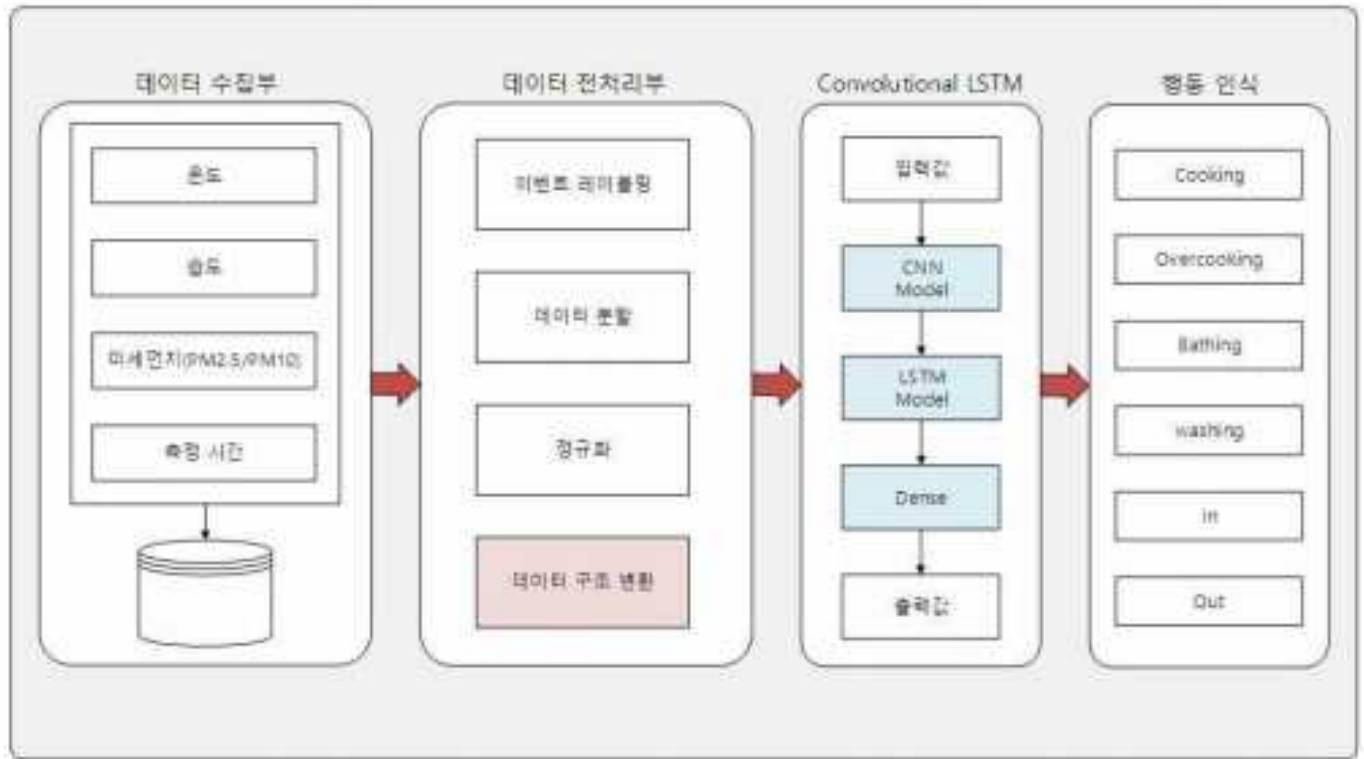 데이터 수집부
온도
습도
미세먼지(PM2.5/PM10)
측정 시간
데이터 전처리부
이벤트 레이블링
데이터 분할
정규화
데이터 구조 변환
Convolutional LSTM
입력값
CNN
Model
LSTM
Model
Dense
출력값
행동 인식
Cooking
Overcooking
Bathing
washing
in
Out